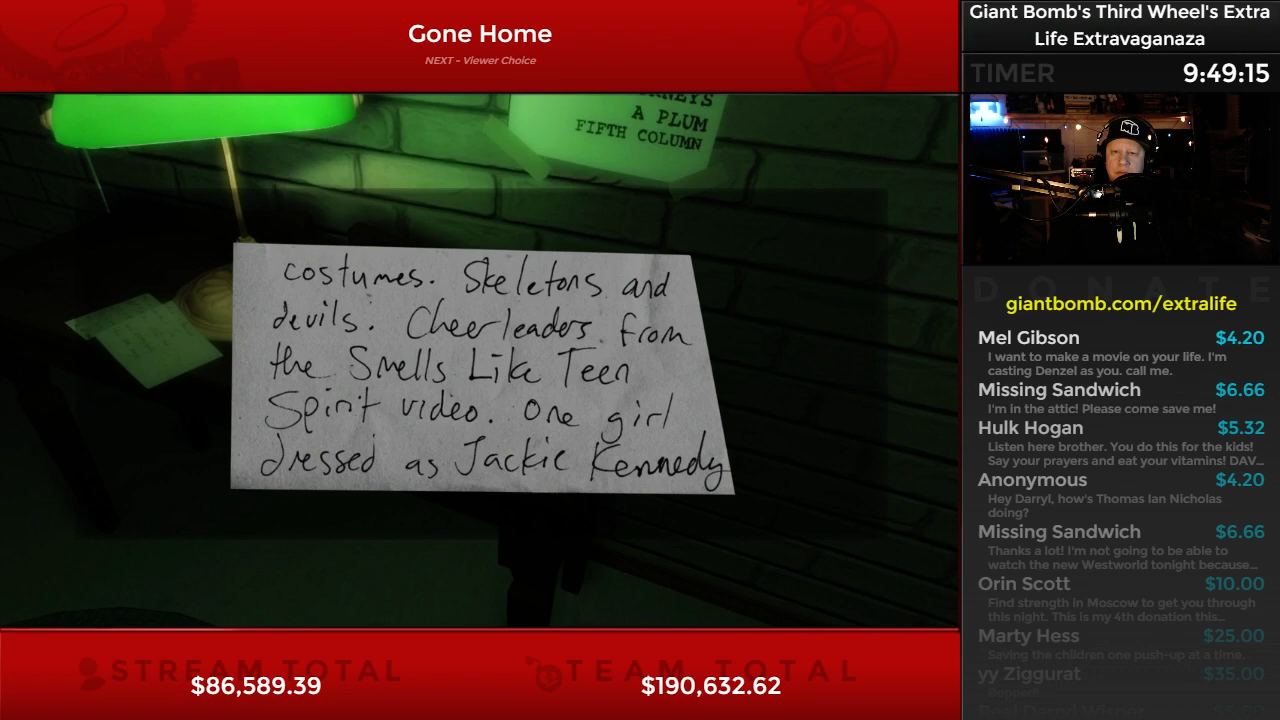 Gone Home
NEXT - Viewer Choice
RNEYS
A PLUM
FIFTH COLUMN
costumes. Skeletons and
devils. Cheerleaders from
the Smells Like Teen
Spirit video. One girl
dressed as Jackie Kennedy
STREAM TOTAL
$86,589.39
TEAM TOTAL
$190,632.62
Giant Bomb's Third Wheel's Extra
Life Extravaganaza
TIMER
9:49:15
DONATE
giantbomb.com/extralife
Mel Gibson $4.20
I want to make a movie on your life. I'm
casting Denzel as you. call me.
Missing Sandwich $6.66
I'm in the attic! Please come save me!
Hulk Hogan $5.32
Listen here brother. You do this for the kids!
Say your prayers and eat your vitamins! DAV...
Anonymous $4.20
Hey Darryl, how's Thomas Ian Nicholas
doing?
Missing Sandwich $6.66
Thanks a lot! I'm not going to be able to
watch the new Westworld tonight because...
Orin Scott $10.00
Find strength in Moscow to get you through
this night. This is my 4th donation this...
Marty Hess $25.00
Saving the children one push-up at a time.
yy Ziggurat $35.00